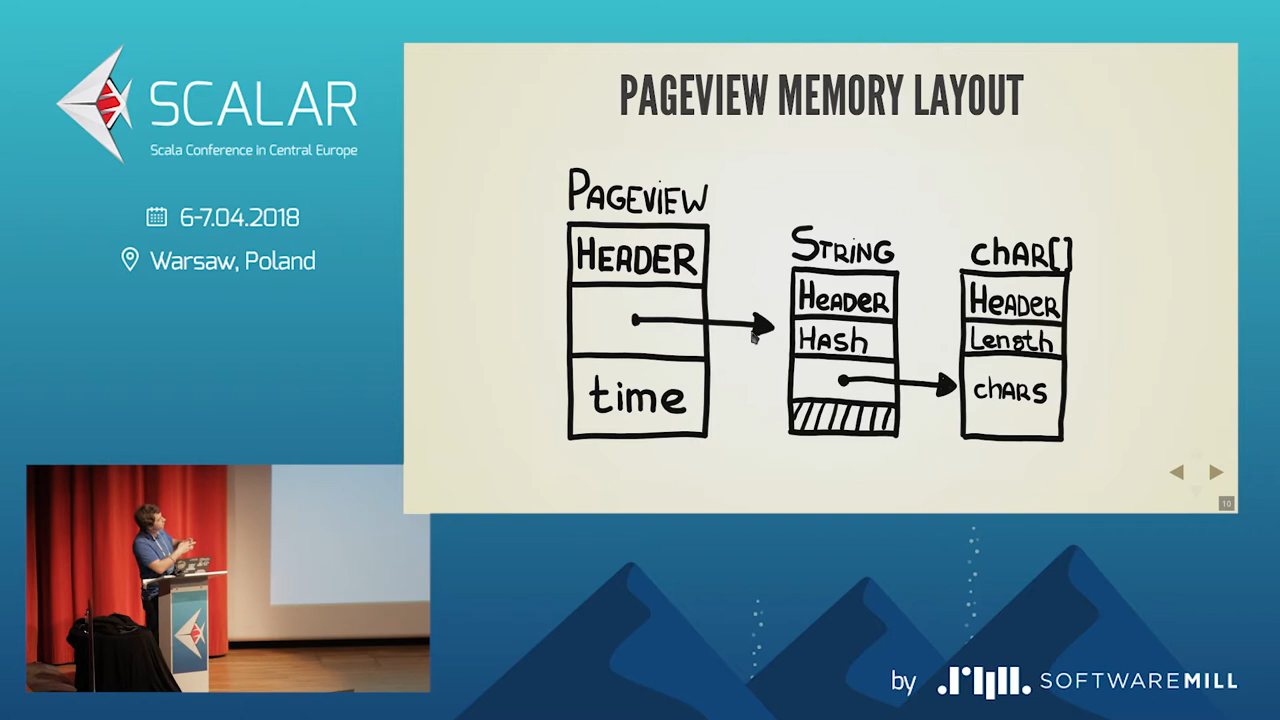 SCALAR
Scala Conference in Central Europe
6-7.04.2018
Warsaw, Poland
PAGEVIEW MEMORY LAYOUT
PAGEVIEW
HEADER
time
STRING
HEADER
HAsh
chAR[]
HEADER
Length
chARS
10
by SOFTWAREMILL